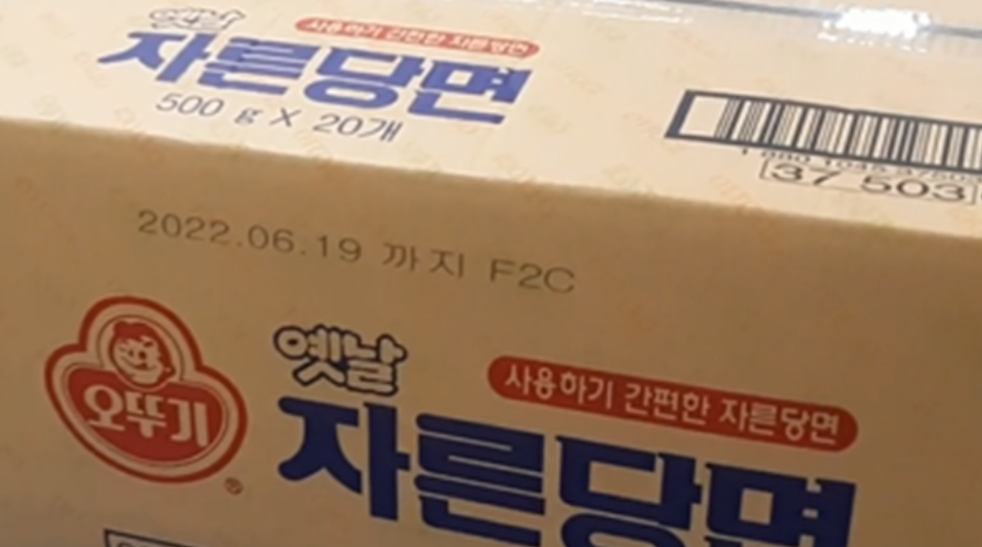 옛날
사용하기 간편한 자른당면
자른당면
500 g X 20개
37 503
2022.06.19 까지 F2C
오뚜기
옛날
사용하기 간편한 자른당면
자른당면